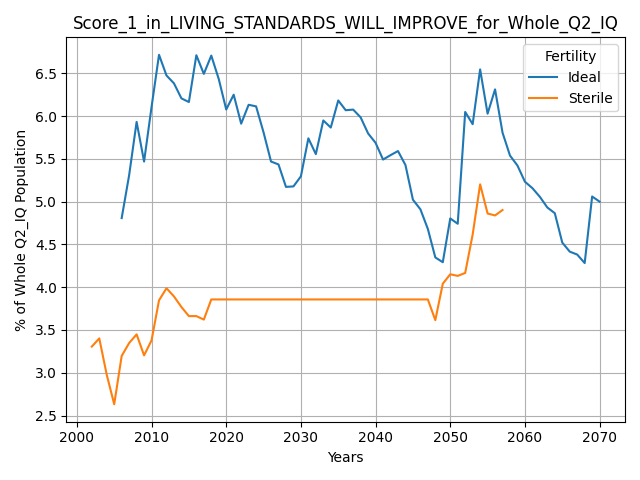 Score_1_in_LIVING_STANDARDS_WILL_IMPROVE_for_Whole_Q2_IQ
Fertility
Ideal
Sterile
% of Whole Q2_IQ Population
6.5
6.0
5.5
5.0
4.5
4.0
3.5
3.0
2.5
2000 2010 2020 2030 2040 2050 2060 2070
Years